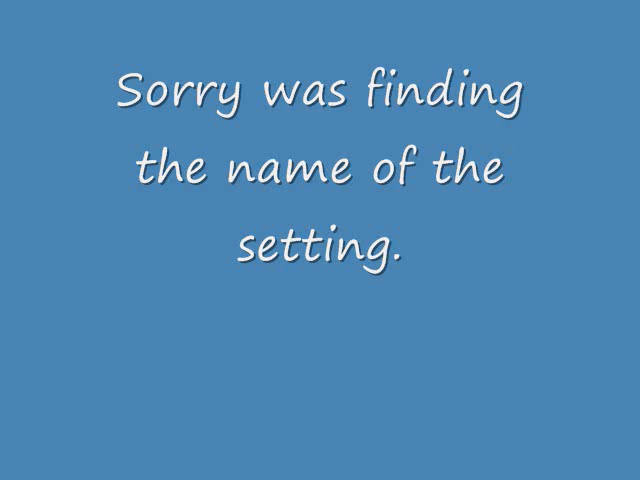 Sorry was finding
the name of the
setting.